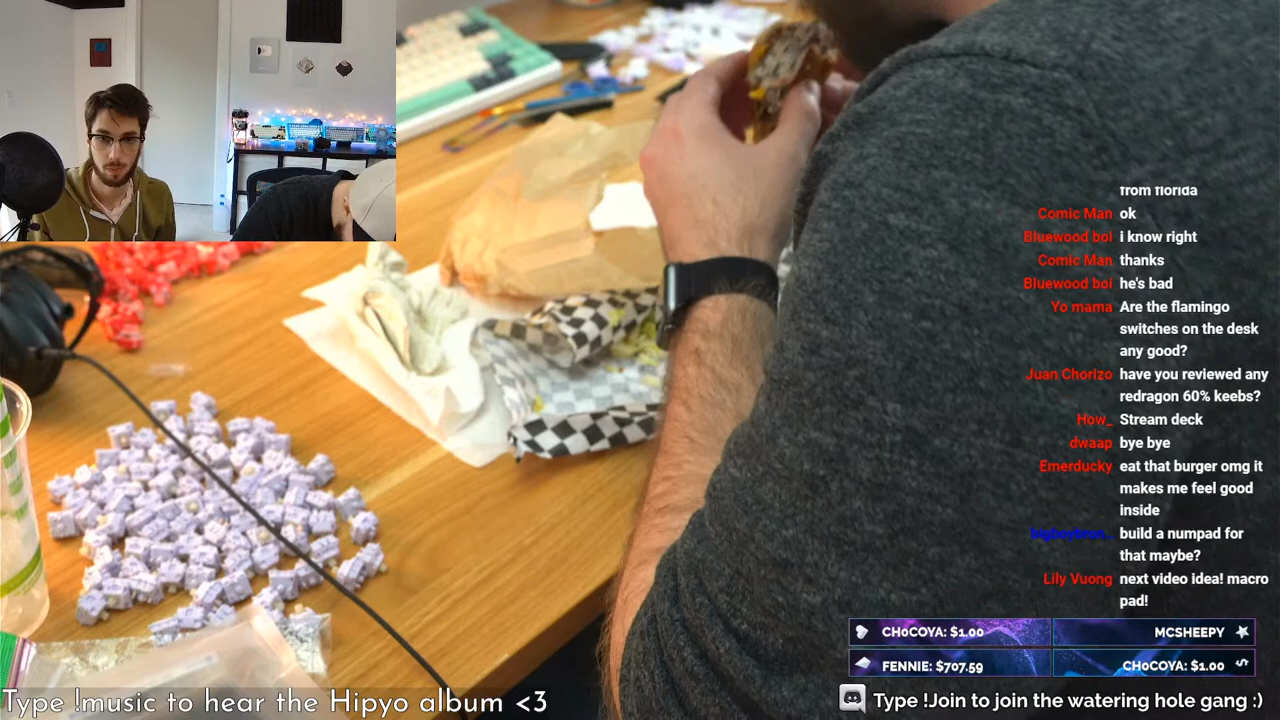 from florida
Comic Man ok
Bluewood boi i know right
Comic Man thanks
Bluewood boi he's bad
Yo mama Are the flamingo
switches on the desk
any good?
Juan Chorizo have you reviewed any
redragon 60% keebs?
How_ Stream deck
dwaap bye bye
Emerducky eat that burger omg it
makes me feel good
inside
bigboybron... build a numpad for
that maybe?
Lily Vuong next video idea! macro
pad!
CH0COYA: $1.00 MCSHEEPY
FENNIE: $707.59 CH0COYA: $1.00
Type !music to hear the Hipyo album <3 Type !Join to join the watering hole gang :)